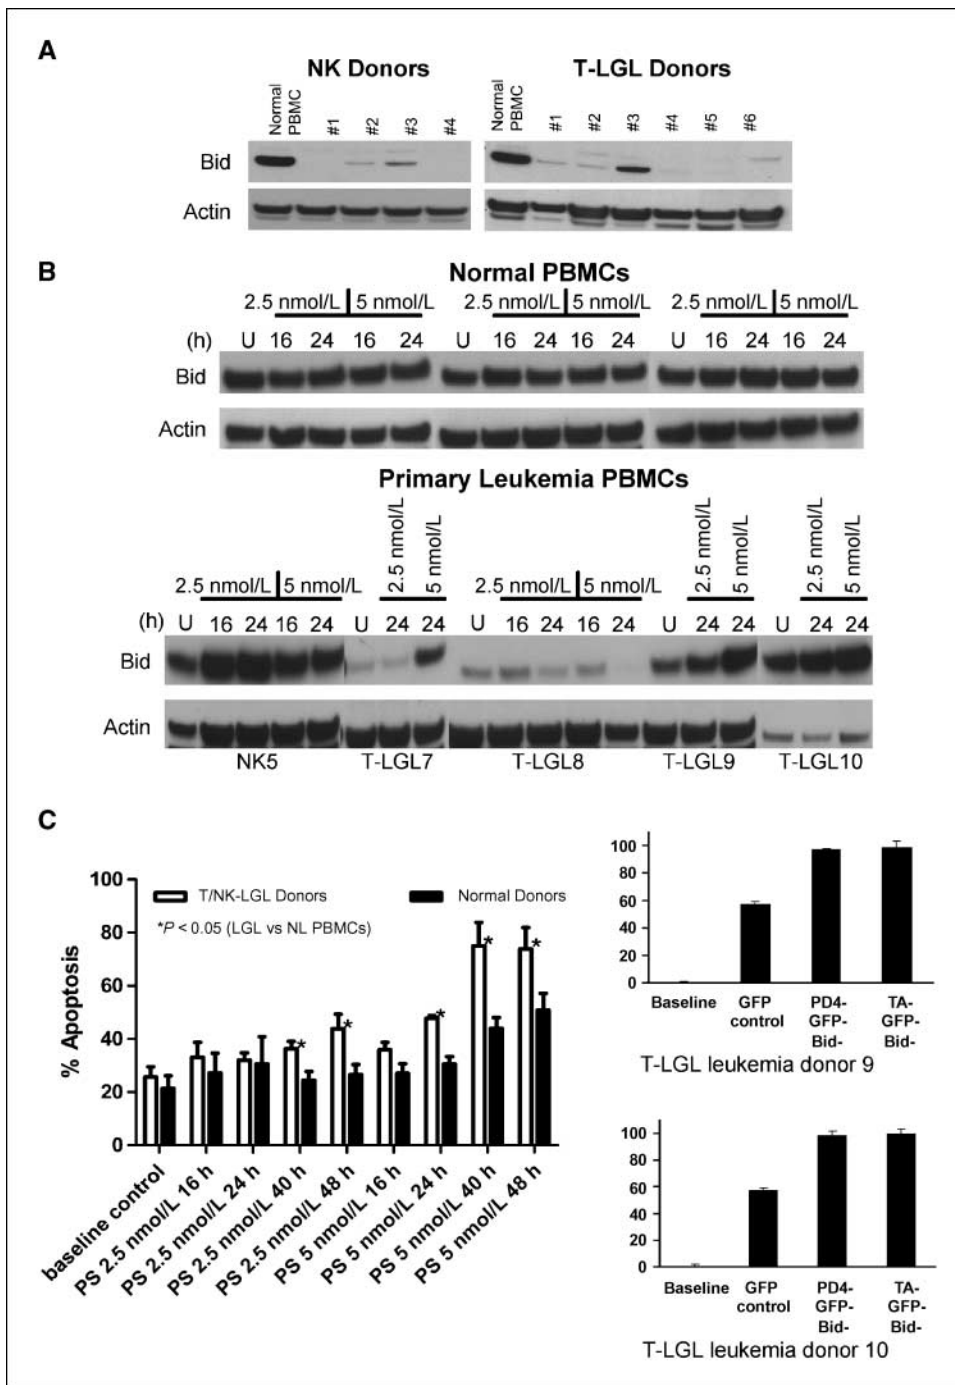 A
NK Donors
T-LGL Donors
Normal PBMC #1 #2 #3 #4
Normal PBMC #1 #2 #3 #4 #5 #6
Bid
Actin
B
Normal PBMCs
2.5 nmol/L 5 nmol/L 2.5 nmol/L 5 nmol/L 2.5 nmol/L 5 nmol/L
(h) U 16 24 16 24 U 16 24 16 24 U 16 24 16 24
Bid
Actin
Primary Leukemia PBMCs
2.5 nmol/L 5 nmol/L 2.5 nmol/L 5 nmol/L 2.5 nmol/L 5 nmol/L 2.5 nmol/L 5 nmol/L 2.5 nmol/L 5 nmol/L
(h) U 16 24 16 24 U 24 24 U 16 24 16 24 U 24 24 U 24 24
Bid
Actin
NK5 T-LGL7 T-LGL8 T-LGL9 T-LGL10
C
% Apoptosis
100
80
60
40
20
0
T/NK-LGL Donors
Normal Donors
*P < 0.05 (LGL vs NL PBMCs)
* * * * *
baseline control
PS 2.5 nmol/L 16 h
PS 2.5 nmol/L 24 h
PS 2.5 nmol/L 40 h
PS 2.5 nmol/L 48 h
PS 5 nmol/L 16 h
PS 5 nmol/L 24 h
PS 5 nmol/L 40 h
PS 5 nmol/L 48 h
100
80
60
40
20
0
Baseline GFP PD4- TA-
control GFP- GFP-
Bid- Bid-
T-LGL leukemia donor 9
100
80
60
40
20
0
Baseline GFP PD4- TA-
control GFP- GFP-
Bid- Bid-
T-LGL leukemia donor 10